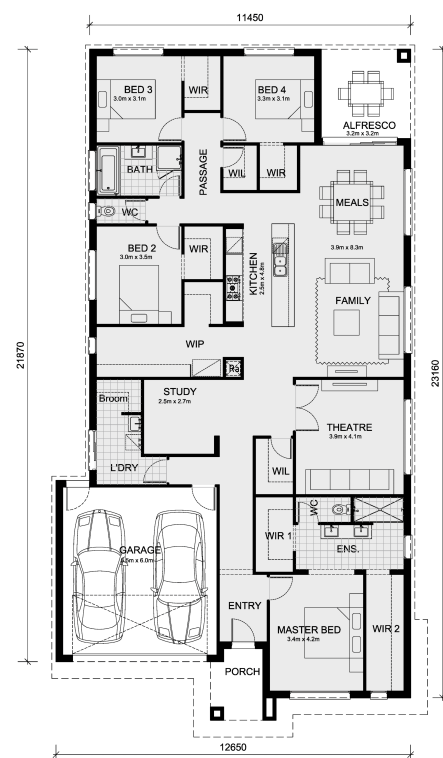 11450
BED 3
3.0m x 3.1m
WIR
BED 4
3.3m x 3.1m
ALFRESCO
3.2m x 3.2m
BATH
PASSAGE
WIL
WIR
WC
MEALS
BED 2
3.0m x 3.5m
WIR
KITCHEN
2.5m x 4.8m
3.9m x 8.3m
FAMILY
21870
23160
WIP
STUDY
2.5m x 2.7m
Broom
THEATRE
3.9m x 4.1m
L'DRY
WIL
WC
WIR 1
ENS.
GARAGE
x 6.0m
ENTRY
MASTER BED
3.4m x 4.2m
WIR 2
PORCH
12650